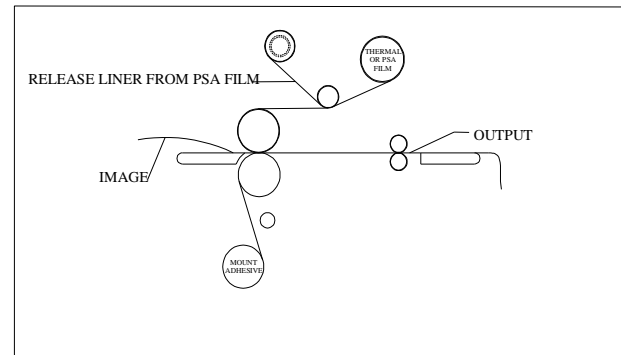 THERMAL
OR PSA
FILM
RELEASE LINER FROM PSA FILM
OUTPUT
IMAGE
MOUNT
ADHESIVE